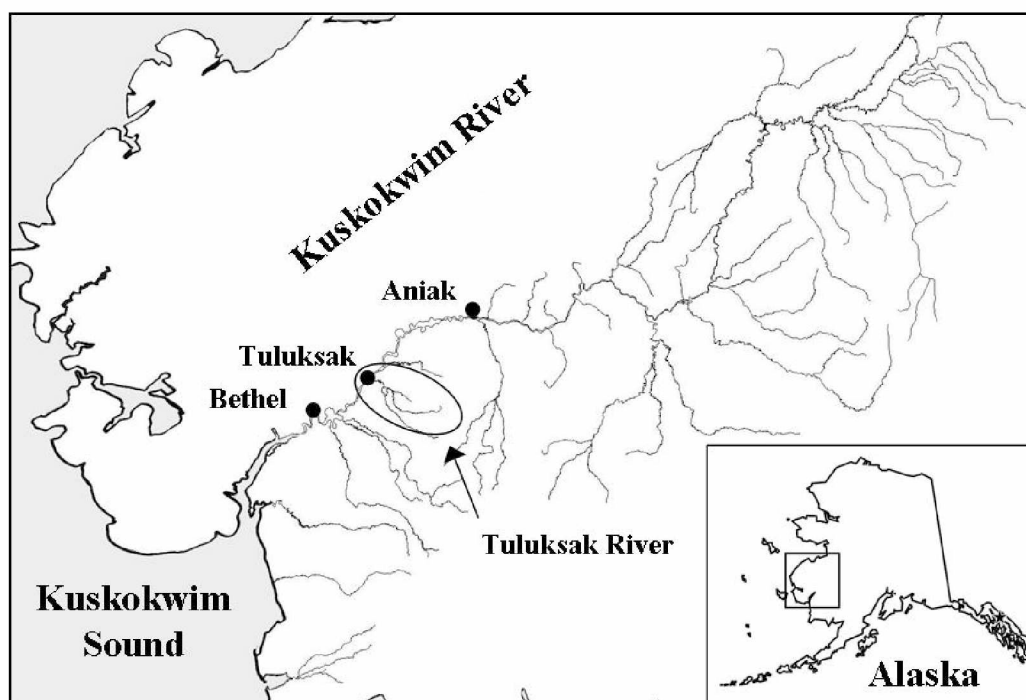 Kuskokwim River
Aniak
Tuluksak
Bethel
Tuluksak River
Kuskokwim
Sound
Alaska